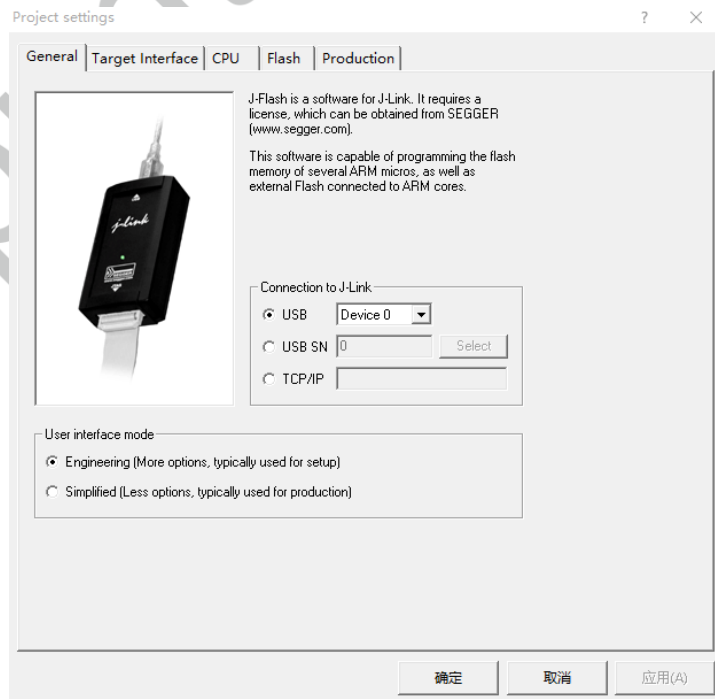 Project settings
General
Target Interface
CPU
Flash
Production
J-Flash is a software for J-Link. It requires a
license, which can be obtained from SEGGER
(www.segger.com).
This software is capable of programming the flash
memory of several ARM micros, as well as
external Flash connected to ARM cores.
j-link
Connection to J-Link
USB
Device 0
USB SN
0
Select
TCP/IP
User interface mode
Engineering (More options, typically used for setup)
Simplified (Less options, typically used for production)
确定
取消
应用(A)